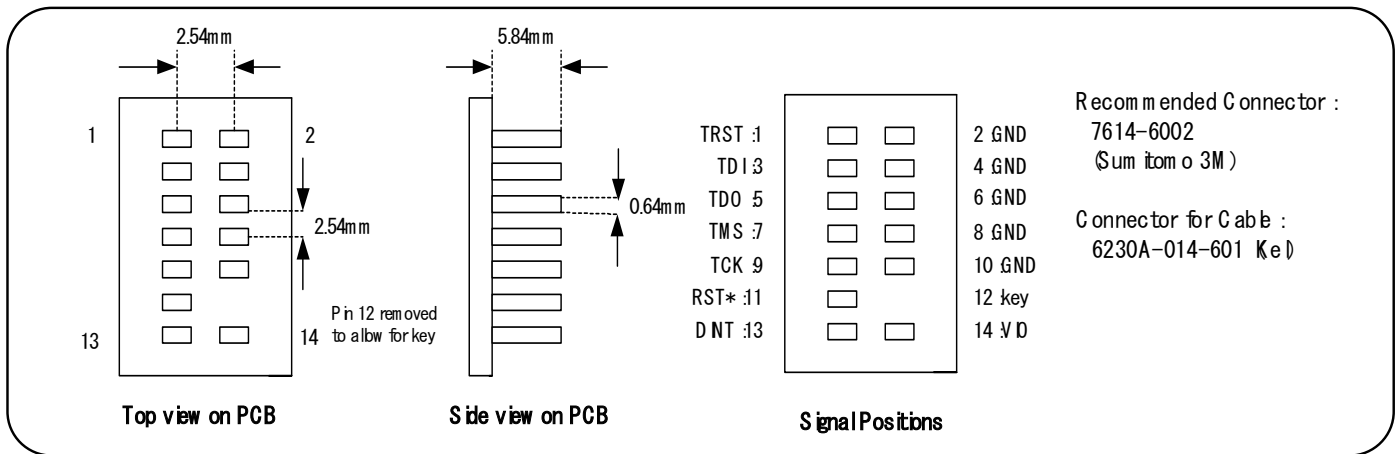 2.54mm
5.84mm
1
2
2.54mm
Pin 12 removed
to allow for key
13
14
Top view on PCB
0.64mm
Side view on PCB
TRST :1
TDI:3
TDO :5
TMS :7
TCK :9
RST* :11
DINT :13
2 :GND
4 :GND
6 :GND
8 :GND
10 :GND
12 :key
14 :VIO
Signal Positions
Recommended Connector :
7614-6002
(Sumitomo 3M)
Connector for Cable :
6230A-014-601 (Kel)